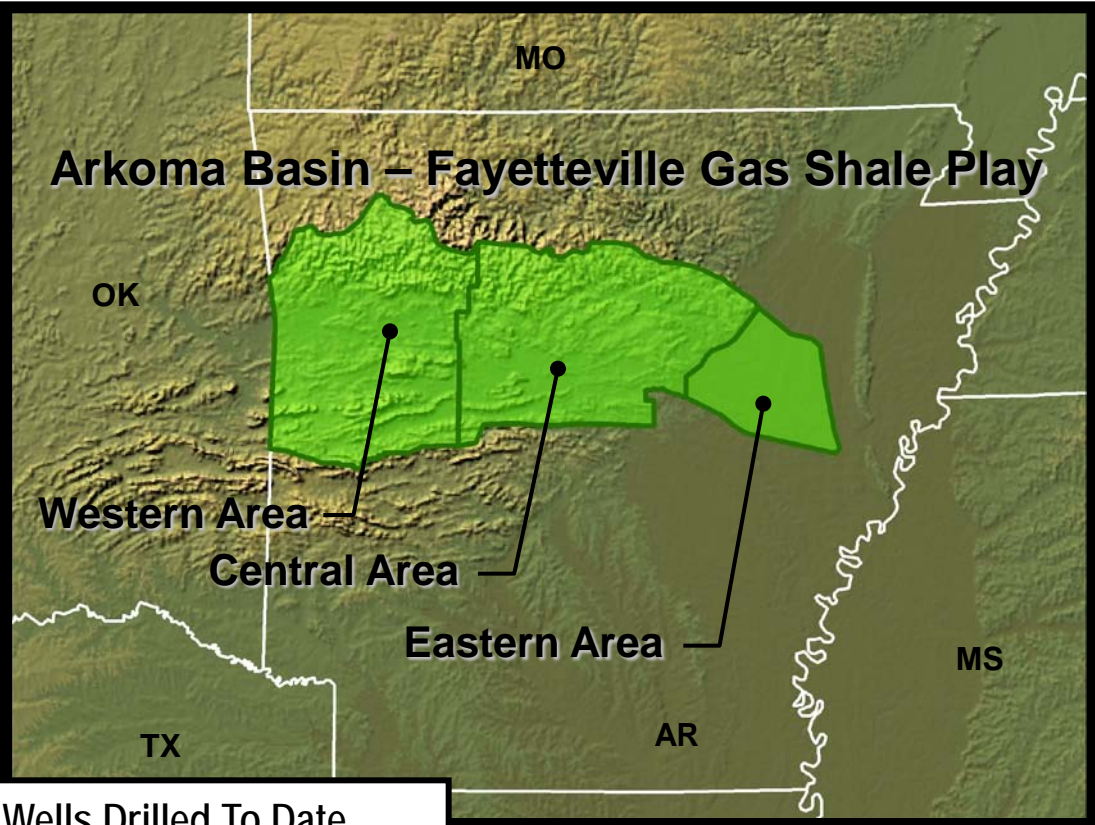 MO
Arkoma Basin – Fayetteville Gas Shale Play
OK
Western Area
Central Area
Eastern Area
MS
AR
TX
Wells Drilled To Date